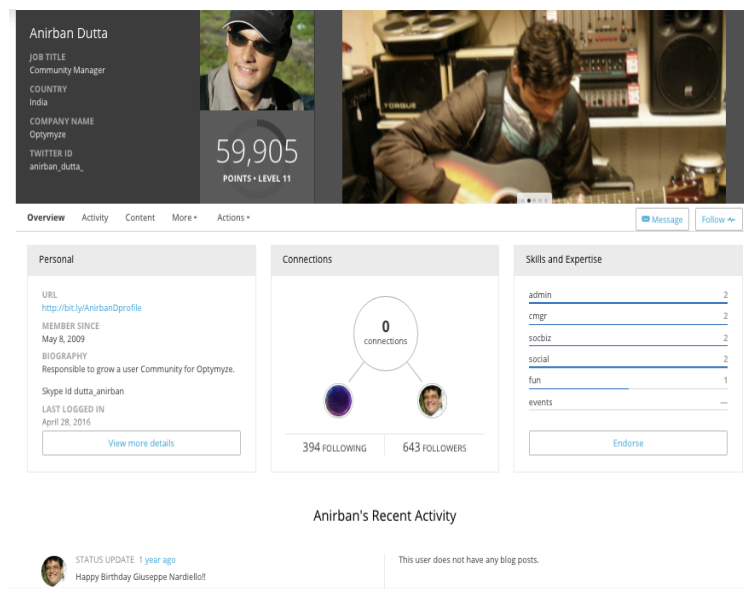 Anirban Dutta
JOB TITLE
Community Manager
COUNTRY
India
COMPANY NAME
Optymyze
TWITTER ID
anirban_dutta_
59,905
POINTS • LEVEL 11
TORQUE
Overview Activity Content More Actions
Message Follow
Personal
URL
http://bit.ly/AnirbanDprofile
MEMBER SINCE
May 8, 2009
BIOGRAPHY
Responsible to grow a user Community for Optymyze.
Skype Id dutta_anirban
LAST LOGGED IN
April 28, 2016
View more details
Connections
0
connections
394 FOLLOWING 643 FOLLOWERS
Skills and Expertise
admin 2
cmgr 2
socbiz 2
social 2
fun 1
events —
Endorse
Anirban's Recent Activity
STATUS UPDATE 1 year ago
Happy Birthday Giuseppe Nardiello!!
This user does not have any blog posts.